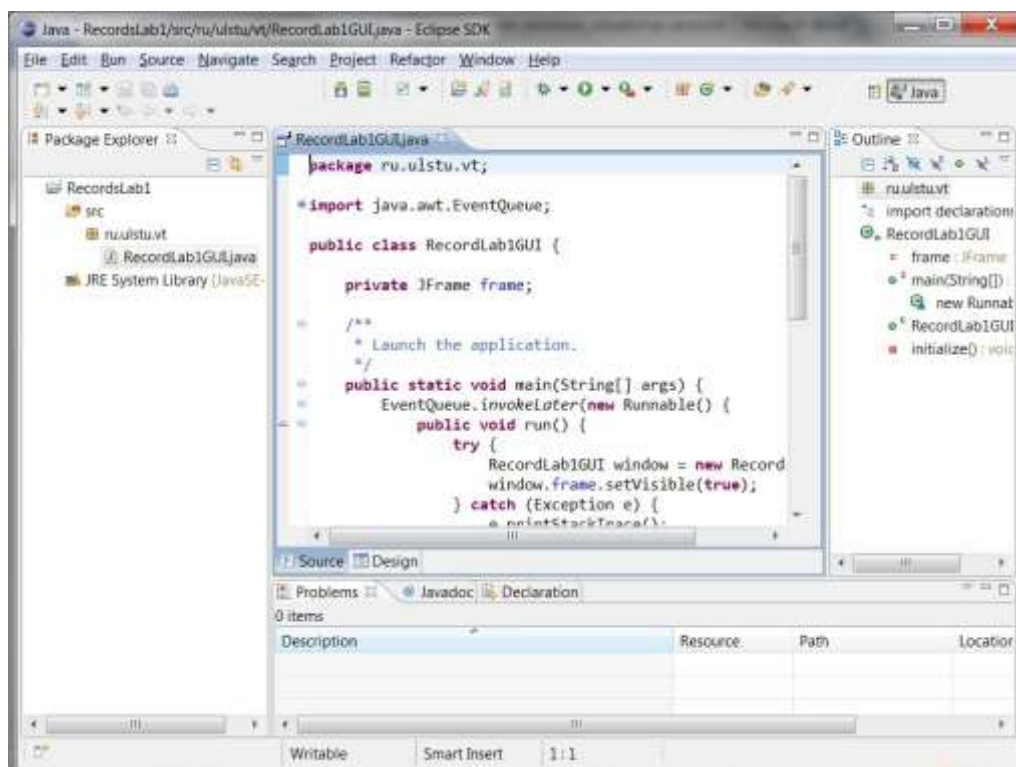 Java - RecordsLab1/src/ru/ulstu/vt/RecordLab1GUI.java - Eclipse SDK
File Edit Run Source Navigate Search Project Refactor Window Help
Java
Package Explorer
RecordsLab1
src
ru.ulstu.vt
RecordLab1GUI.java
JRE System Library [JavaSE-
RecordLab1GUI.java
package ru.ulstu.vt;
import java.awt.EventQueue;
public class RecordLab1GUI {
private JFrame frame;
/**
* Launch the application.
*/
public static void main(String[] args) {
EventQueue.invokeLater(new Runnable() {
public void run() {
try {
RecordLab1GUI window = new Record
window.frame.setVisible(true);
} catch (Exception e) {
e.printStackTrace();
Source Design
Outline
ru.ulstu.vt
import declarations
RecordLab1GUI
frame : JFrame
main(String[]) :
new Runnat
RecordLab1GUI
initialize() : void
Problems Javadoc Declaration
0 items
Description Resource Path Location
Writable Smart Insert 1 : 1